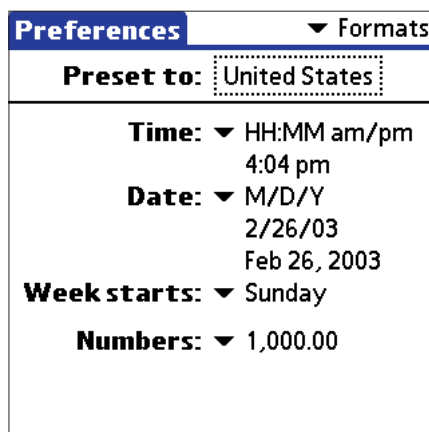 Preferences Formats
Preset to: United States
Time: HH:MM am/pm
4:04 pm
Date: M/D/Y
2/26/03
Feb 26, 2003
Week starts: Sunday
Numbers: 1,000.00